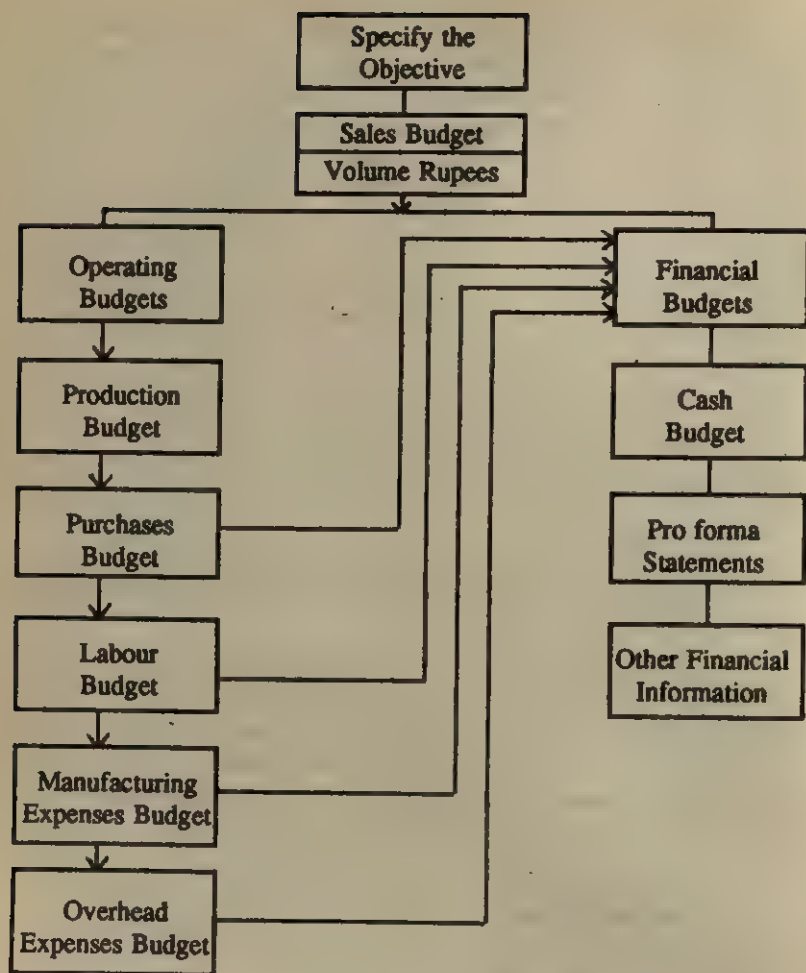 Specify the
Objective
Sales Budget
Volume Rupees
Operating
Budgets
Financial
Budgets
Production
Budget
Cash
Budget
Purchases
Budget
Pro forma
Statements
Labour
Budget
Other Financial
Information
Manufacturing
Expenses Budget
Overhead
Expenses Budget